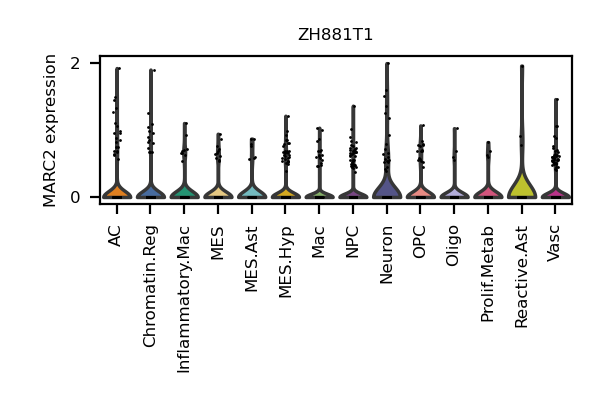 ZH881T1
MARC2 expression
2
0
AC
Chromatin.Reg
Inflammatory.Mac
MES
MES.Ast
MES.Hyp
Mac
NPC
Neuron
OPC
Oligo
Prolif.Metab
Reactive.Ast
Vasc